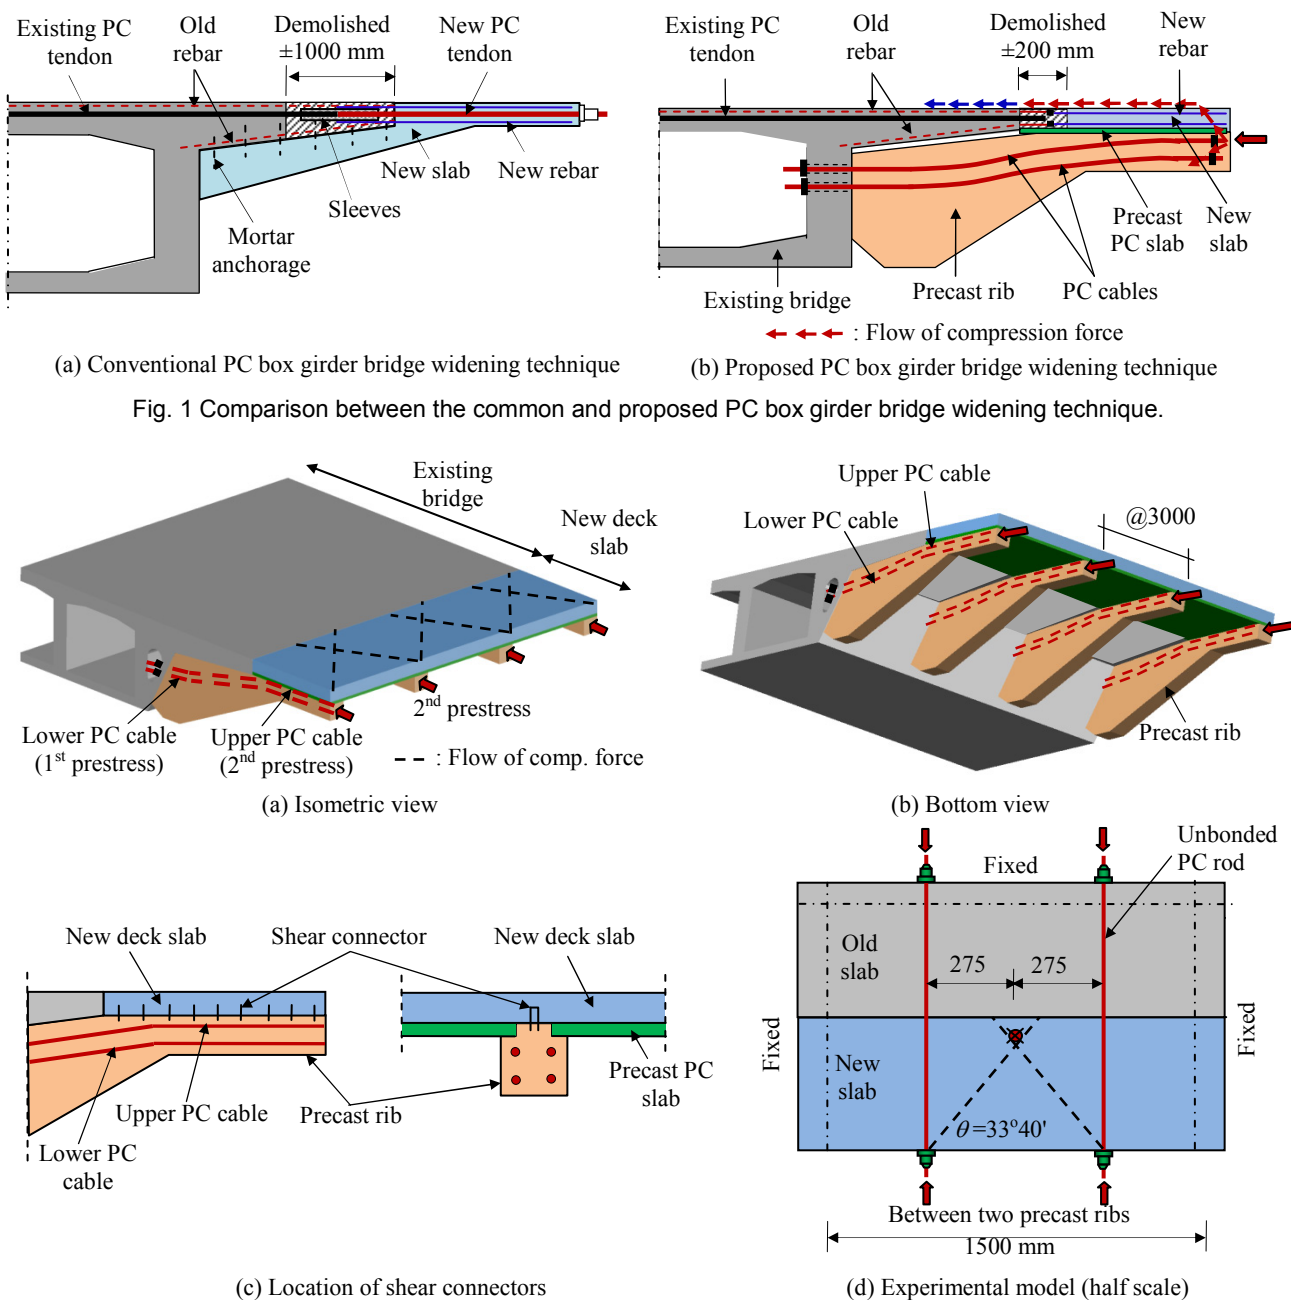 Existing PC
tendon
Old
rebar
Demolished
±1000 mm
New PC
tendon
New slab
New rebar
Sleeves
Mortar
anchorage
(a) Conventional PC box girder bridge widening technique
Existing PC
tendon
Old
rebar
Demolished
±200 mm
New
rebar
Precast
PC slab
New
slab
Existing bridge
Precast rib
PC cables
: Flow of compression force
(b) Proposed PC box girder bridge widening technique
Fig. 1 Comparison between the common and proposed PC box girder bridge widening technique.
Existing
bridge
New deck
slab
2nd prestress
Lower PC cable
(1st prestress)
Upper PC cable
(2nd prestress)
: Flow of comp. force
(a) Isometric view
Upper PC cable
Lower PC cable
@3000
Precast rib
(b) Bottom view
New deck slab
Shear connector
New deck slab
Upper PC cable
Precast rib
Precast PC
slab
Lower PC
cable
(c) Location of shear connectors
Unbonded
PC rod
Fixed
Old
slab
275
275
Fixed
Fixed
New
slab
θ=33°40'
Between two precast ribs
1500 mm
(d) Experimental model (half scale)